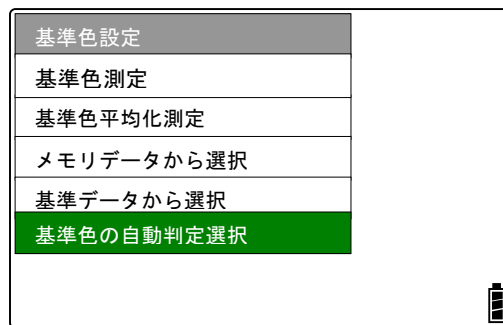 基準色設定
基準色測定
基準色平均化測定
メモリデータから選択
基準データから選択
基準色の自動判定選択